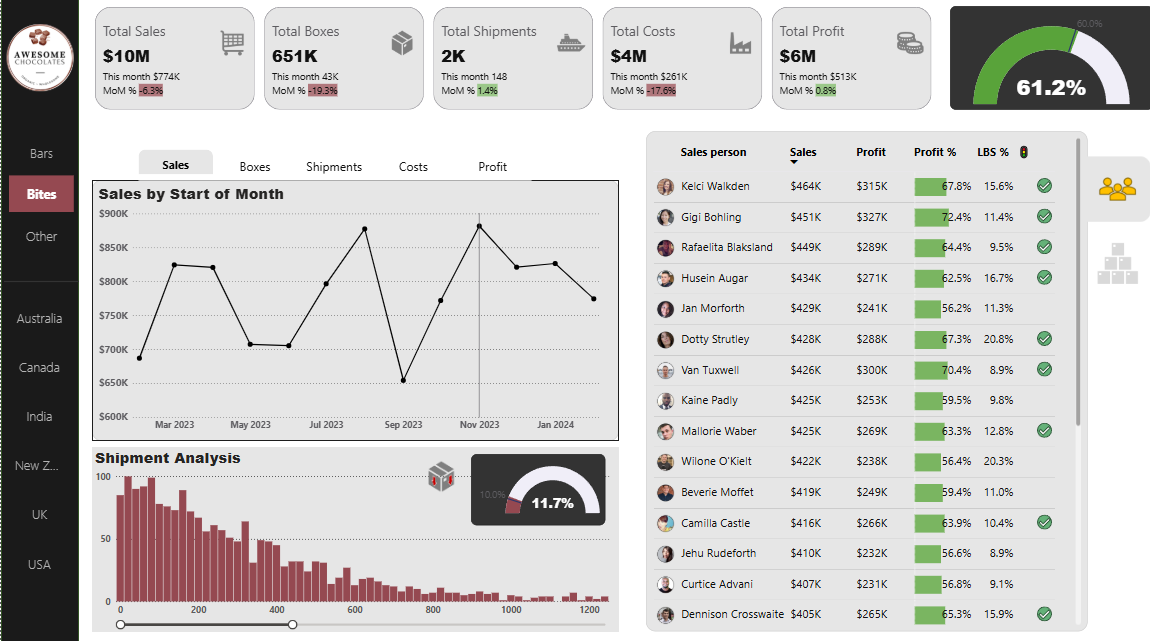 AWESOME
CHOCOLATES
Bars
Bites
Other
Australia
Canada
India
New Z...
UK
USA
Total Sales
$10M
This month $774K
MoM % -6.3%
Total Boxes
651K
This month 43K
MoM % -19.3%
Total Shipments
2K
This month 148
MoM % 1.4%
Total Costs
$4M
This month $261K
MoM % -17.6%
Total Profit
$6M
This month $513K
MoM % 0.8%
60.0%
61.2%
Sales Boxes Shipments Costs Profit
Sales by Start of Month
$900K
$850K
$800K
$750K
$700K
$650K
$600K
Mar 2023 May 2023 Jul 2023 Sep 2023 Nov 2023 Jan 2024
Shipment Analysis
100
50
0
0 200 400 600 800 1000 1200
10.0%
11.7%
Sales person Sales Profit Profit % LBS %
Kelci Walkden $464K $315K 67.8% 15.6%
Gigi Bohling $451K $327K 72.4% 11.4%
Rafaelita Blaksland $449K $289K 64.4% 9.5%
Husein Augar $434K $271K 62.5% 16.7%
Jan Morforth $429K $241K 56.2% 11.3%
Dotty Strutley $428K $288K 67.3% 20.8%
Van Tuxwell $426K $300K 70.4% 8.9%
Kaine Padly $425K $253K 59.5% 9.8%
Mallorie Waber $425K $269K 63.3% 12.8%
Wilone O'Kielt $422K $238K 56.4% 20.3%
Beverie Moffet $419K $249K 59.4% 11.0%
Camilla Castle $416K $266K 63.9% 10.4%
Jehu Rudeforth $410K $232K 56.6% 8.9%
Curtice Advani $407K $231K 56.8% 9.1%
Dennison Crosswaite $405K $265K 65.3% 15.9%